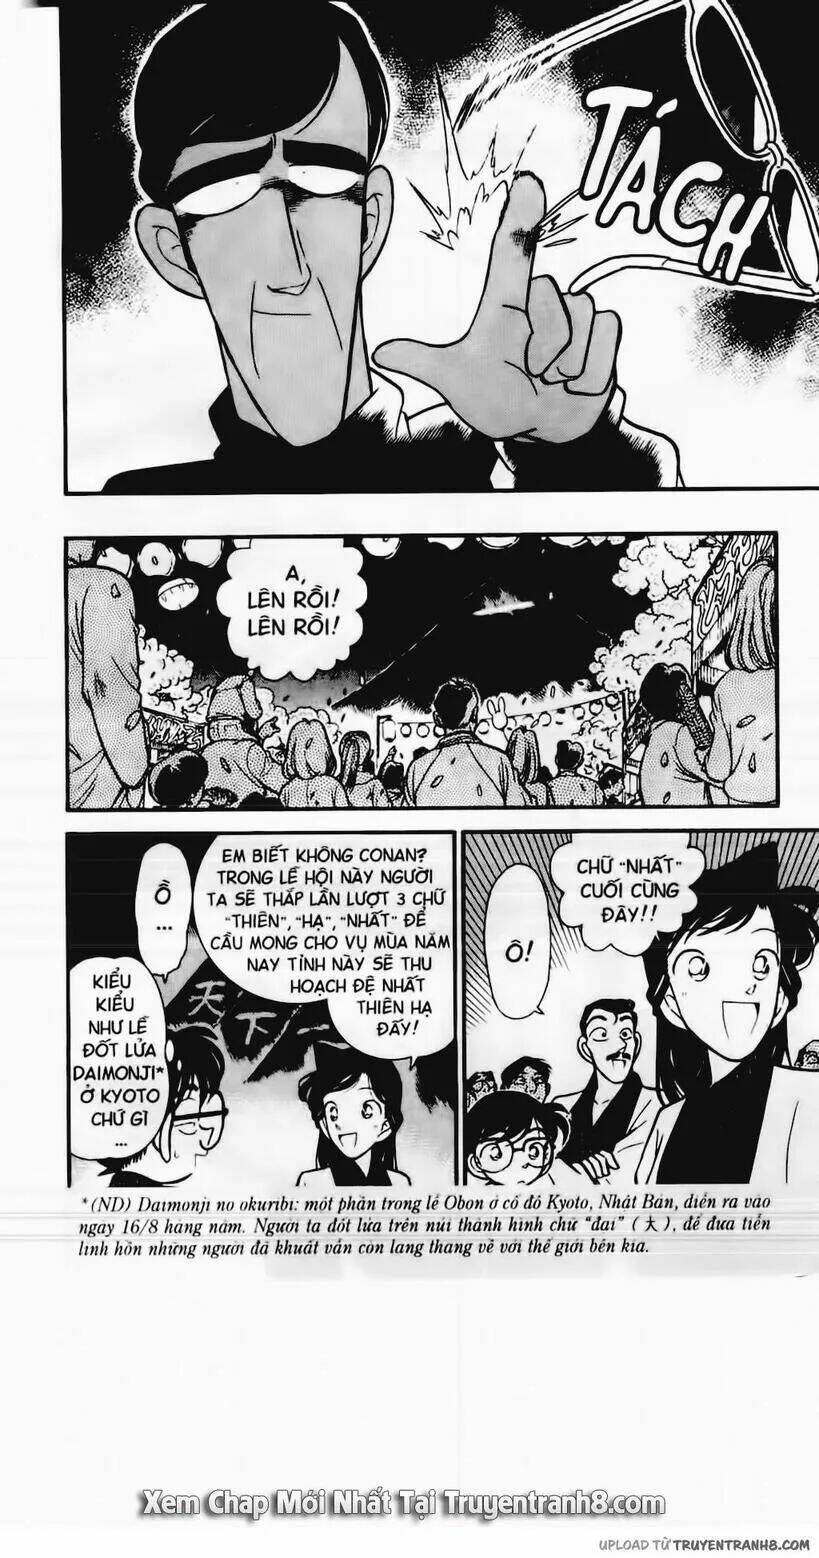 TÁCH
A,
LÊN RỒI!
LÊN RỒI!
EM BIẾT KHÔNG CONAN?
TRONG LỄ HỘI NÀY NGƯỜI
TA SẼ THẮP LẦN LƯỢT 3 CHỮ
"THIÊN", "HẠ", "NHẤT" ĐỂ
CẦU MONG CHO VỤ MÙA NĂM
NAY TỈNH NÀY SẼ THU
HOẠCH ĐỆ NHẤT
THIÊN HẠ
ĐẤY!
Ồ
...
KIỂU
KIỂU
NHƯ LỄ
ĐỐT LỬA
DAIMONJI*
Ở KYOTO
CHỨ GÌ
...
天下一
CHỮ "NHẤT"
CUỐI CÙNG
ĐÂY!!
Ô!
*(ND) Daimonji no okuribi: một phần trong lễ Obon ở cố đô Kyoto, Nhật Bản, diễn ra vào
ngày 16/8 hàng năm. Người ta đốt lửa trên núi thành hình chữ "đại" (大), để đưa tiễn
linh hồn những người đã khuất vẫn còn lang thang về với thế giới bên kia.
Xem Chap Mới Nhất Tại Truyentranh8.com
UPLOAD TỪ TRUYENTRANH8.COM